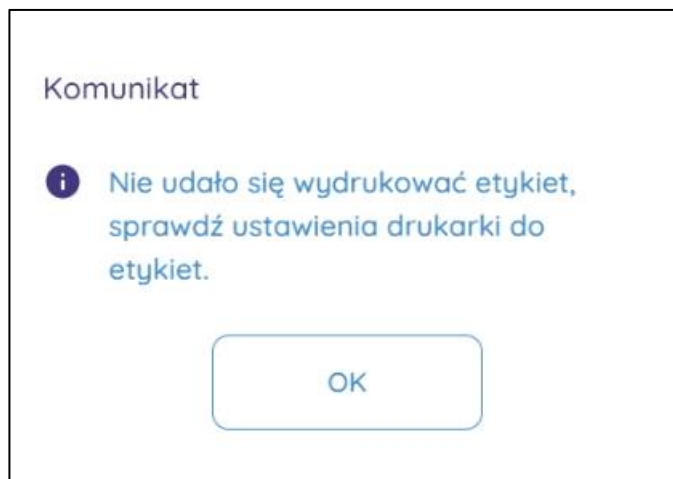 Komunikat
Nie udało się wydrukować etykiet,
sprawdź ustawienia drukarki do
etykiet.
OK